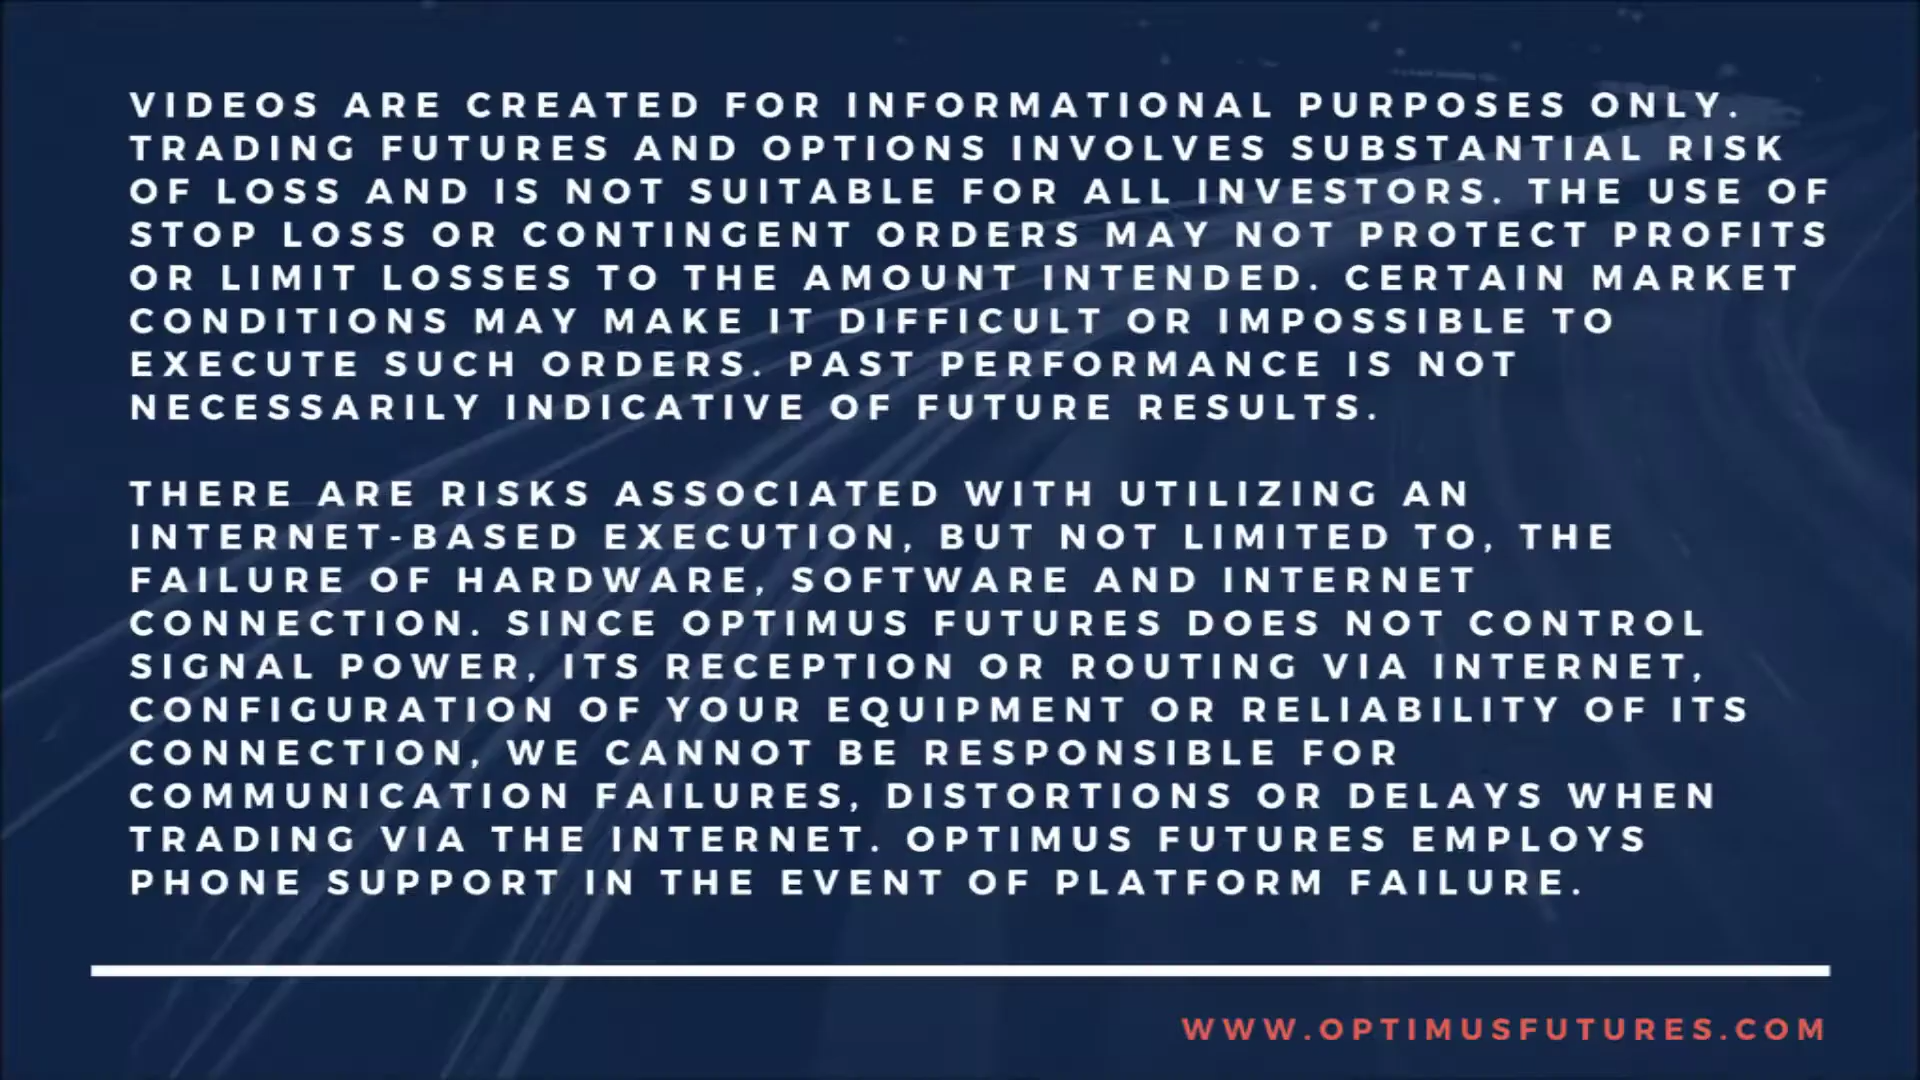 VIDEOS ARE CREATED FOR INFORMATIONAL PURPOSES ONLY.
TRADING FUTURES AND OPTIONS INVOLVES SUBSTANTIAL RISK
OF LOSS AND IS NOT SUITABLE FOR ALL INVESTORS. THE USE OF
STOP LOSS OR CONTINGENT ORDERS MAY NOT PROTECT PROFITS
OR LIMIT LOSSES TO THE AMOUNT INTENDED. CERTAIN MARKET
CONDITIONS MAY MAKE IT DIFFICULT OR IMPOSSIBLE TO
EXECUTE SUCH ORDERS. PAST PERFORMANCE IS NOT
NECESSARILY INDICATIVE OF FUTURE RESULTS.
THERE ARE RISKS ASSOCIATED WITH UTILIZING AN
INTERNET-BASED EXECUTION, BUT NOT LIMITED TO, THE
FAILURE OF HARDWARE, SOFTWARE AND INTERNET
CONNECTION. SINCE OPTIMUS FUTURES DOES NOT CONTROL
SIGNAL POWER, ITS RECEPTION OR ROUTING VIA INTERNET,
CONFIGURATION OF YOUR EQUIPMENT OR RELIABILITY OF ITS
CONNECTION, WE CANNOT BE RESPONSIBLE FOR
COMMUNICATION FAILURES, DISTORTIONS OR DELAYS WHEN
TRADING VIA THE INTERNET. OPTIMUS FUTURES EMPLOYS
PHONE SUPPORT IN THE EVENT OF PLATFORM FAILURE.
WWW.OPTIMUSFUTURES.COM